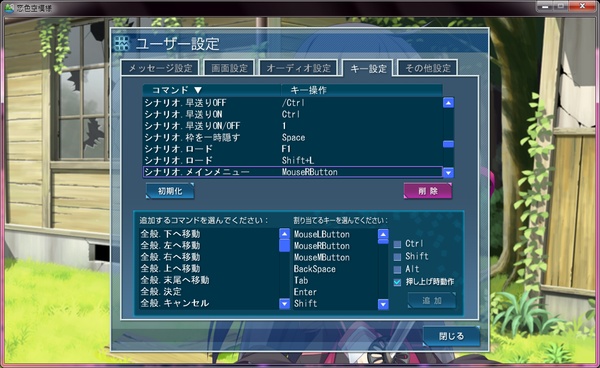 悠色空模様
ユーザー設定
メッセージ設定 画面設定 オーディオ設定 キー設定 その他設定
コマンド ▼ キー操作
シナリオ. 早送りOFF /Ctrl
シナリオ. 早送りON Ctrl
シナリオ. 早送りON/OFF 1
シナリオ. 枠を一時隠す Space
シナリオ. ロード F1
シナリオ. ロード Shift+L
シナリオ. メインメニュー MouseRButton
初期化 削 除
追加するコマンドを選んでください： 割り当てるキーを選んでください：
全般. 下へ移動 MouseLButton
全般. 左へ移動 MouseRButton Ctrl
全般. 右へ移動 MouseMButton Shift
全般. 上へ移動 BackSpace Alt
全般. 末尾へ移動 Tab 押し上げ時動作
全般. 決定 Enter
全般. キャンセル Shift 追 加
閉じる